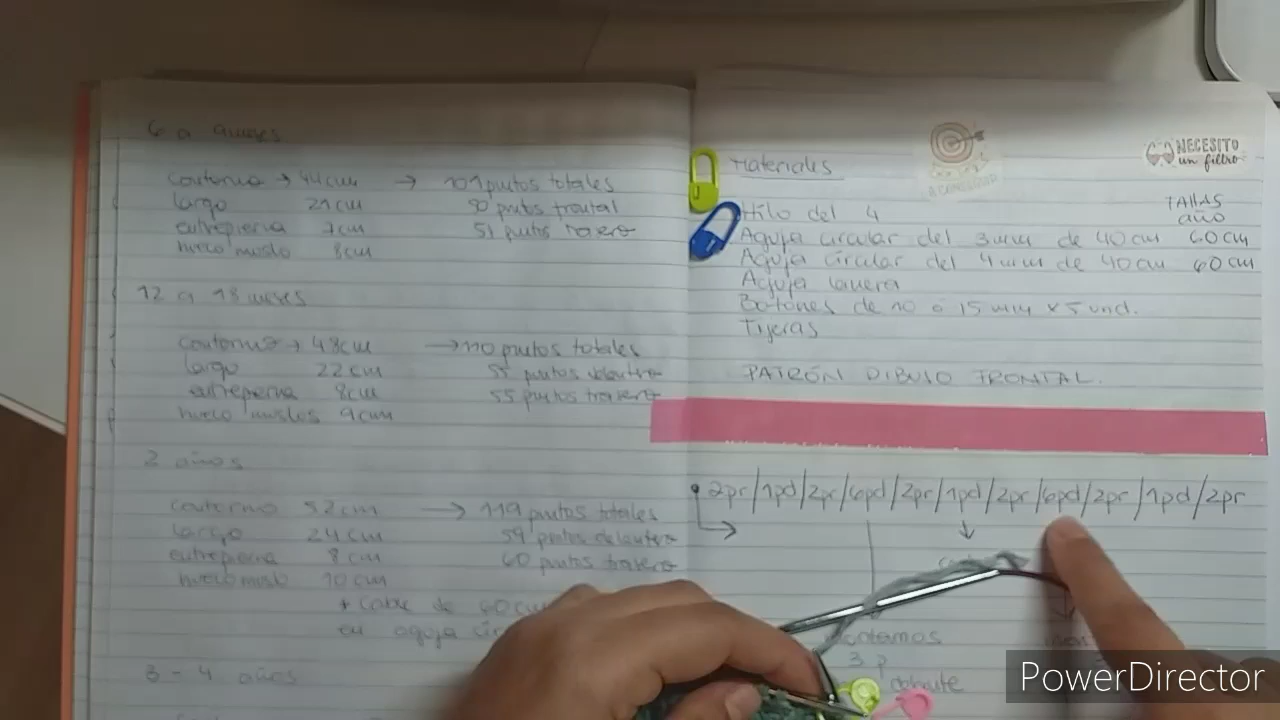 6 a 9 meses
contorno → 44 cm → 101 puntos totales
largo 21 cm 50 puntos frontal
entrepierna 7 cm 51 puntos trasero
hueco muslo 8 cm
12 a 18 meses
contorno → 48 cm → 110 puntos totales
largo 22 cm 55 puntos delantero
entrepierna 8 cm 55 puntos trasero
hueco muslos 9 cm
2 años
contorno 52 cm → 119 puntos totales
largo 24 cm 59 puntos delantero
entrepierna 8 cm 60 puntos trasero
hueco muslo 10 cm
* Cable de 60 cm
en aguja
3 - 4 años
NECESITO
un filtro
Materiales
TALLAS
Hilo del 4 año
Aguja circular del 3mm de 40 cm 60 cm
Aguja circular del 4mm de 40 cm 60 cm
Aguja lanera
Botones de 10 ó 15 mm x 5 und.
Tijeras
PATRÓN DIBUJO FRONTAL.
2pr/1pd/2pr/6pd/2pr/1pd/2pr/6pd/2pr/1pd/2pr
3 p
delante
PowerDirector